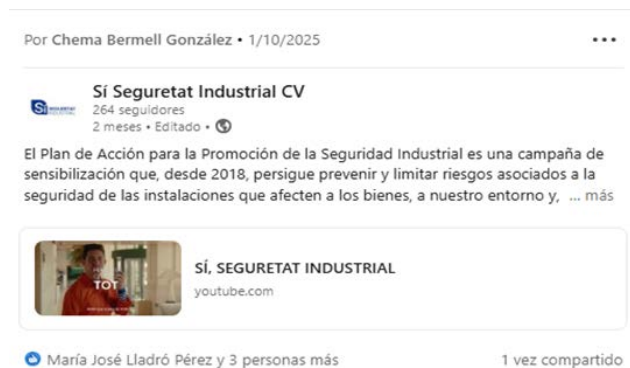 Por Chema Bermell González • 1/10/2025
•••
Sí Seguretat Industrial CV
264 seguidores
2 meses • Editado •
El Plan de Acción para la Promoción de la Seguridad Industrial es una campaña de
sensibilización que, desde 2018, persigue prevenir y limitar riesgos asociados a la
seguridad de las instalaciones que afecten a los bienes, a nuestro entorno y, ... más
TOT
SÍ, SEGURETAT INDUSTRIAL
youtube.com
María José Lladró Pérez y 3 personas más
1 vez compartido